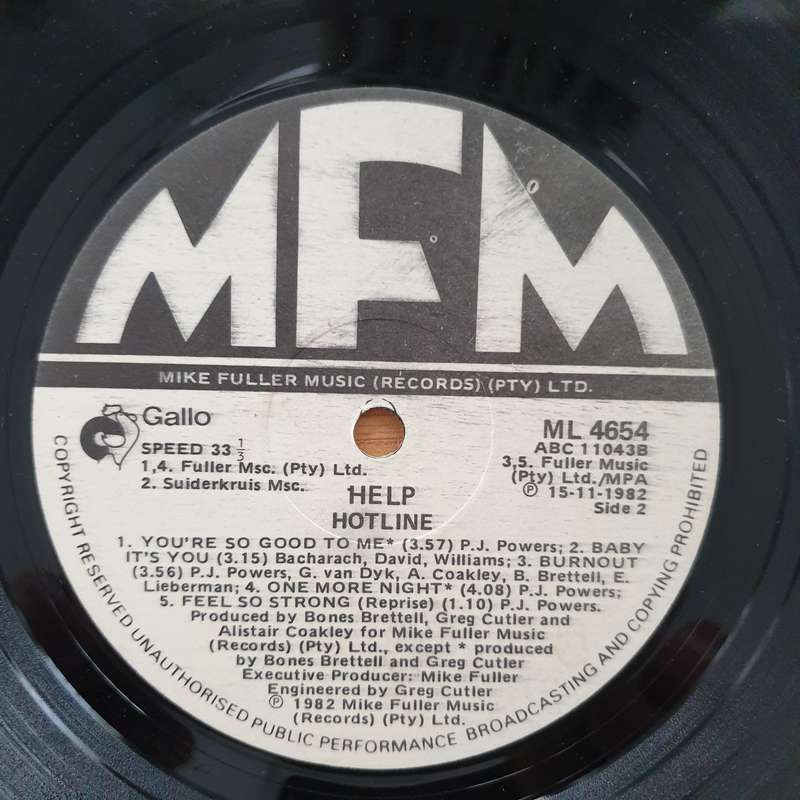 MFM
MIKE FULLER MUSIC (RECORDS) (PTY) LTD.
Gallo
SPEED 33 1/3
1,4. Fuller Msc. (Pty) Ltd.
2. Suiderkruis Msc.
ML 4654
ABC 11043B
3,5. Fuller Music
(Pty) Ltd./MPA
℗ 15-11-1982
Side 2
HELP
HOTLINE
1. YOU'RE SO GOOD TO ME* (3.57) P.J. Powers; 2. BABY
IT'S YOU (3.15) Bacharach, David, Williams; 3. BURNOUT
(3.56) P.J. Powers, G. van Dyk, A. Coakley, B. Brettell, E.
Lieberman; 4. ONE MORE NIGHT* (4.08) P.J. Powers;
5. FEEL SO STRONG (Reprise) (1.10) P.J. Powers.
Produced by Bones Brettell, Greg Cutler and
Alistair Coakley for Mike Fuller Music
(Records) (Pty) Ltd., except * produced
by Bones Brettell and Greg Cutler
Executive Producer: Mike Fuller
Engineered by Greg Cutler
℗ 1982 Mike Fuller Music
(Records) (Pty) Ltd.
COPYRIGHT RESERVED UNAUTHORISED PUBLIC PERFORMANCE BROADCASTING AND COPYING PROHIBITED